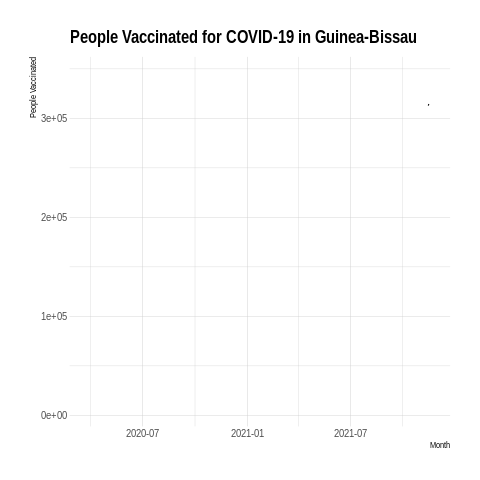 People Vaccinated for COVID-19 in Guinea-Bissau
People Vaccinated
3e+05
2e+05
1e+05
0e+00
2020-07 2021-01 2021-07
Month